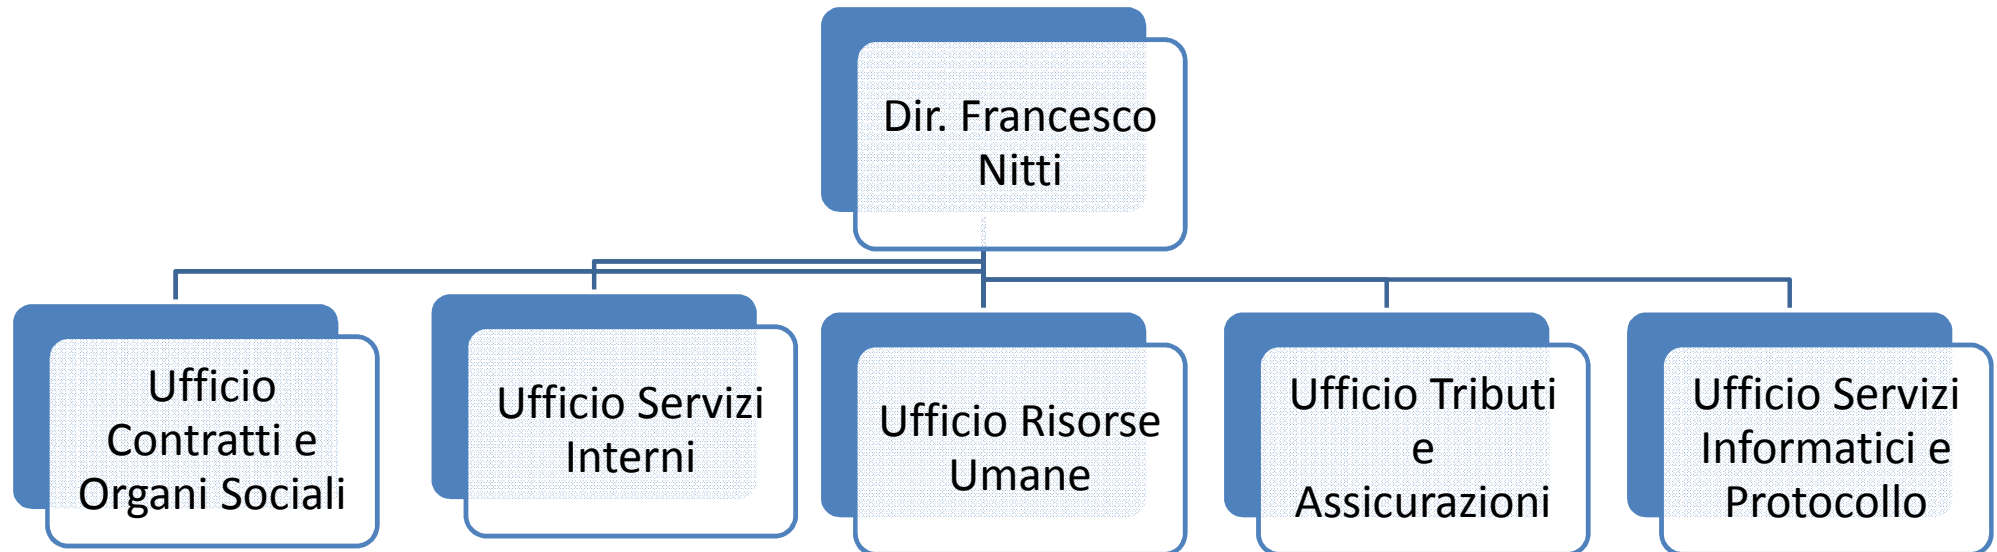 Dir. Francesco
Nitti
Ufficio
Contratti e
Organi Sociali
Ufficio Servizi
Interni
Ufficio Risorse
Umane
Ufficio Tributi
e
Assicurazioni
Ufficio Servizi
Informatici e
Protocollo